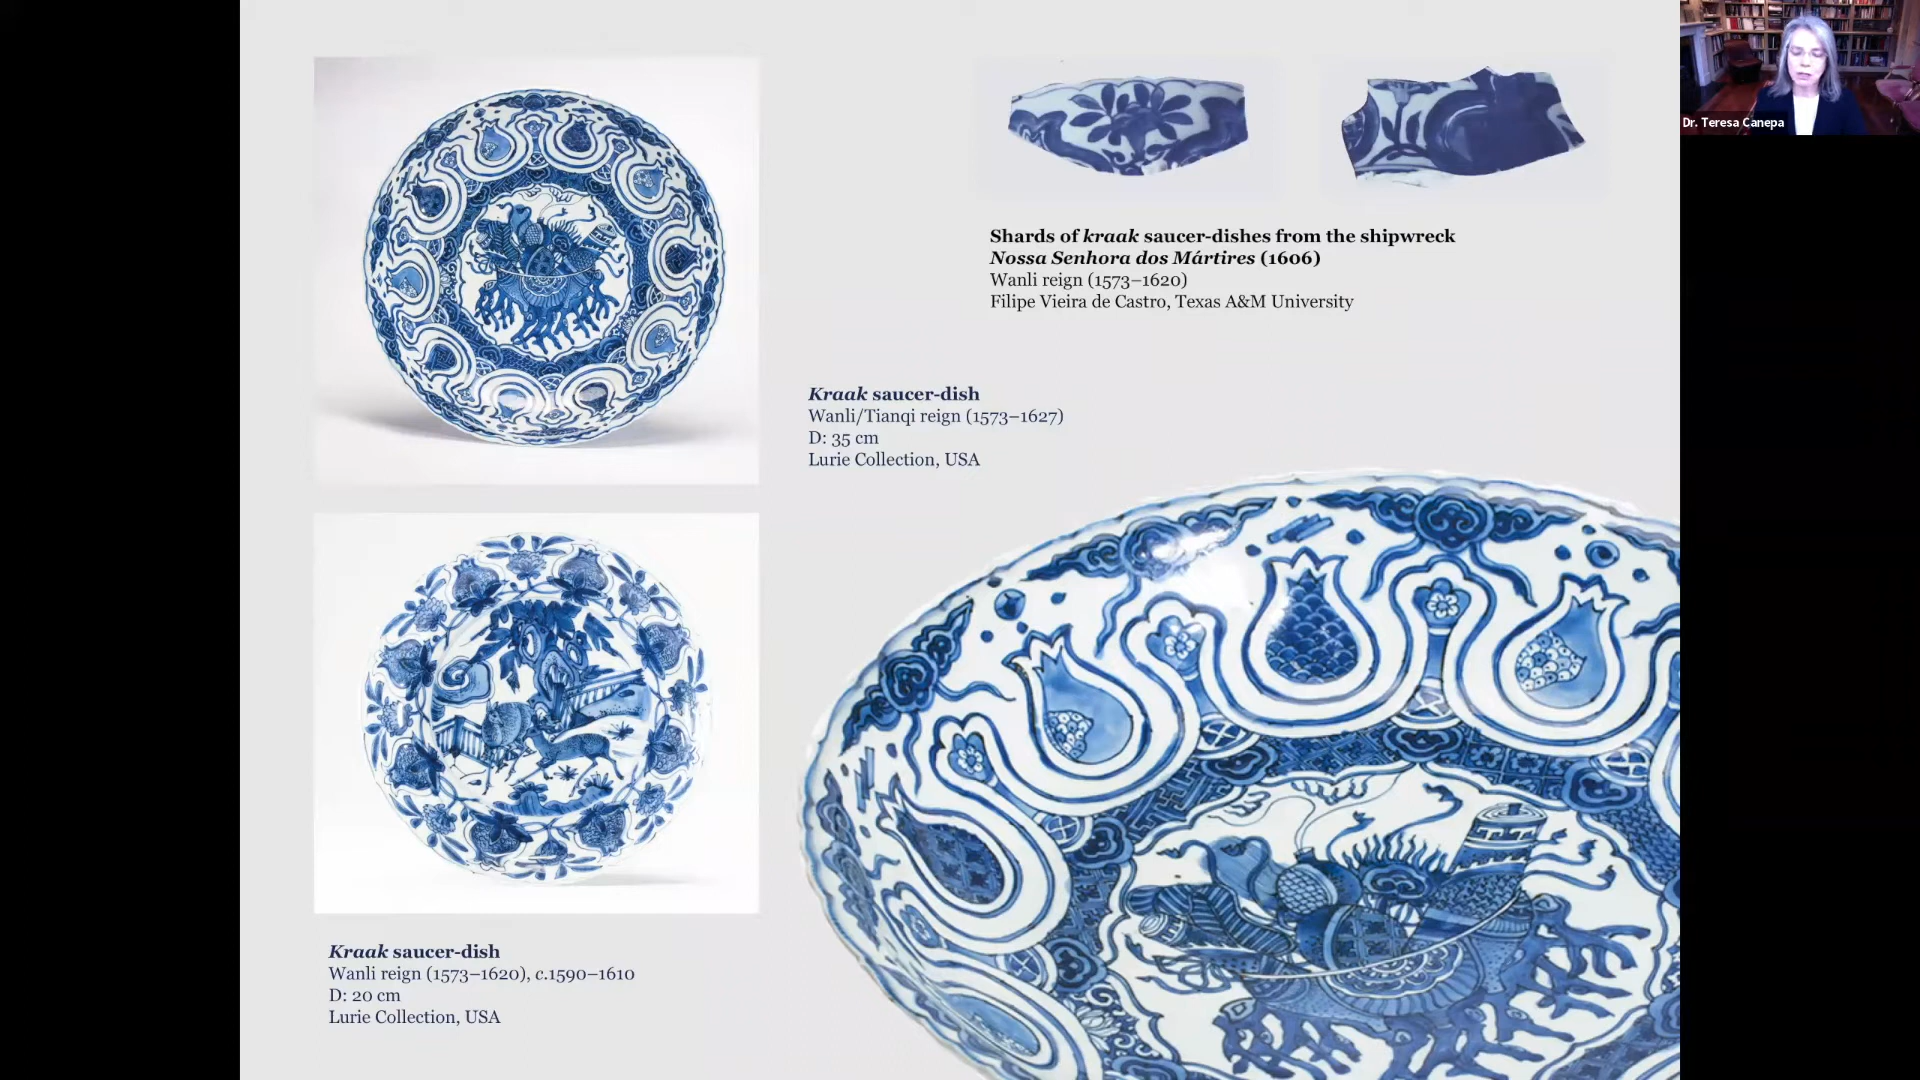 Dr. Teresa Canepa
Shards of kraak saucer-dishes from the shipwreck
Nossa Senhora dos Mártires (1606)
Wanli reign (1573–1620)
Filipe Vieira de Castro, Texas A&M University
Kraak saucer-dish
Wanli/Tianqi reign (1573–1627)
D: 35 cm
Lurie Collection, USA
Kraak saucer-dish
Wanli reign (1573–1620), c.1590–1610
D: 20 cm
Lurie Collection, USA